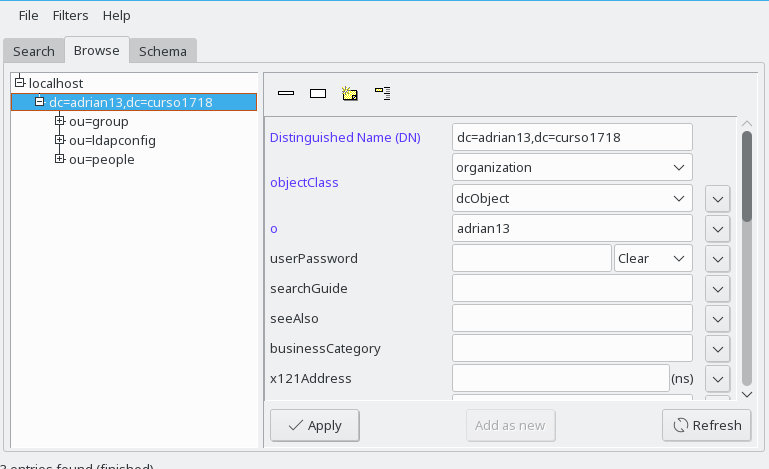 File Filters Help
Search Browse Schema
localhost
dc=adrian13,dc=curso1718
ou=group
ou=ldapconfig
ou=people
Distinguished Name (DN) dc=adrian13,dc=curso1718
objectClass
organization
dcObject
o adrian13
userPassword Clear
searchGuide
seeAlso
businessCategory
x121Address (ns)
Apply Add as new Refresh
entries found (finished)